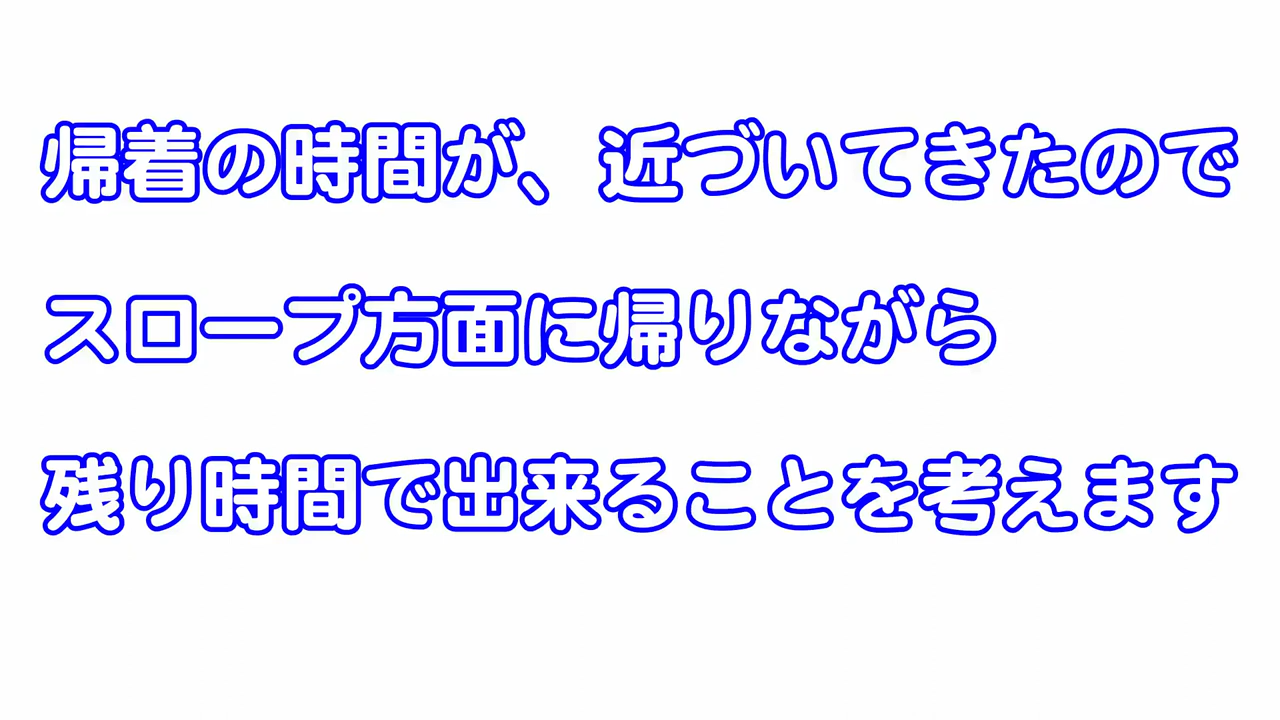 帰着の時間が、近づいてきたので
スロープ方面に帰りながら
残り時間で出来ることを考えます